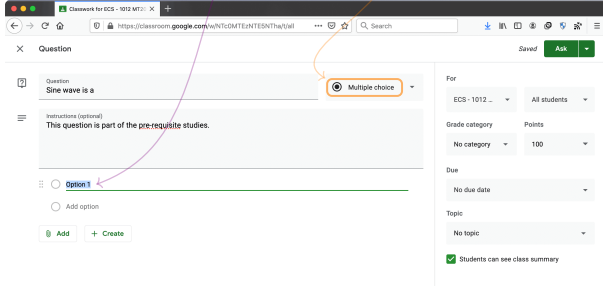 Classwork for ECS - 1012 MT20
https://classroom.google.com/w/NTc0MTEzNTE5NTha/t/all
Search
Question
Saved
Ask
Question
Sine wave is a
Multiple choice
Instructions (optional)
This question is part of the pre-requisite studies.
Option 1
Add option
Add
Create
For
ECS - 1012 ...
All students
Grade category
Points
No category
100
Due
No due date
Topic
No topic
Students can see class summary